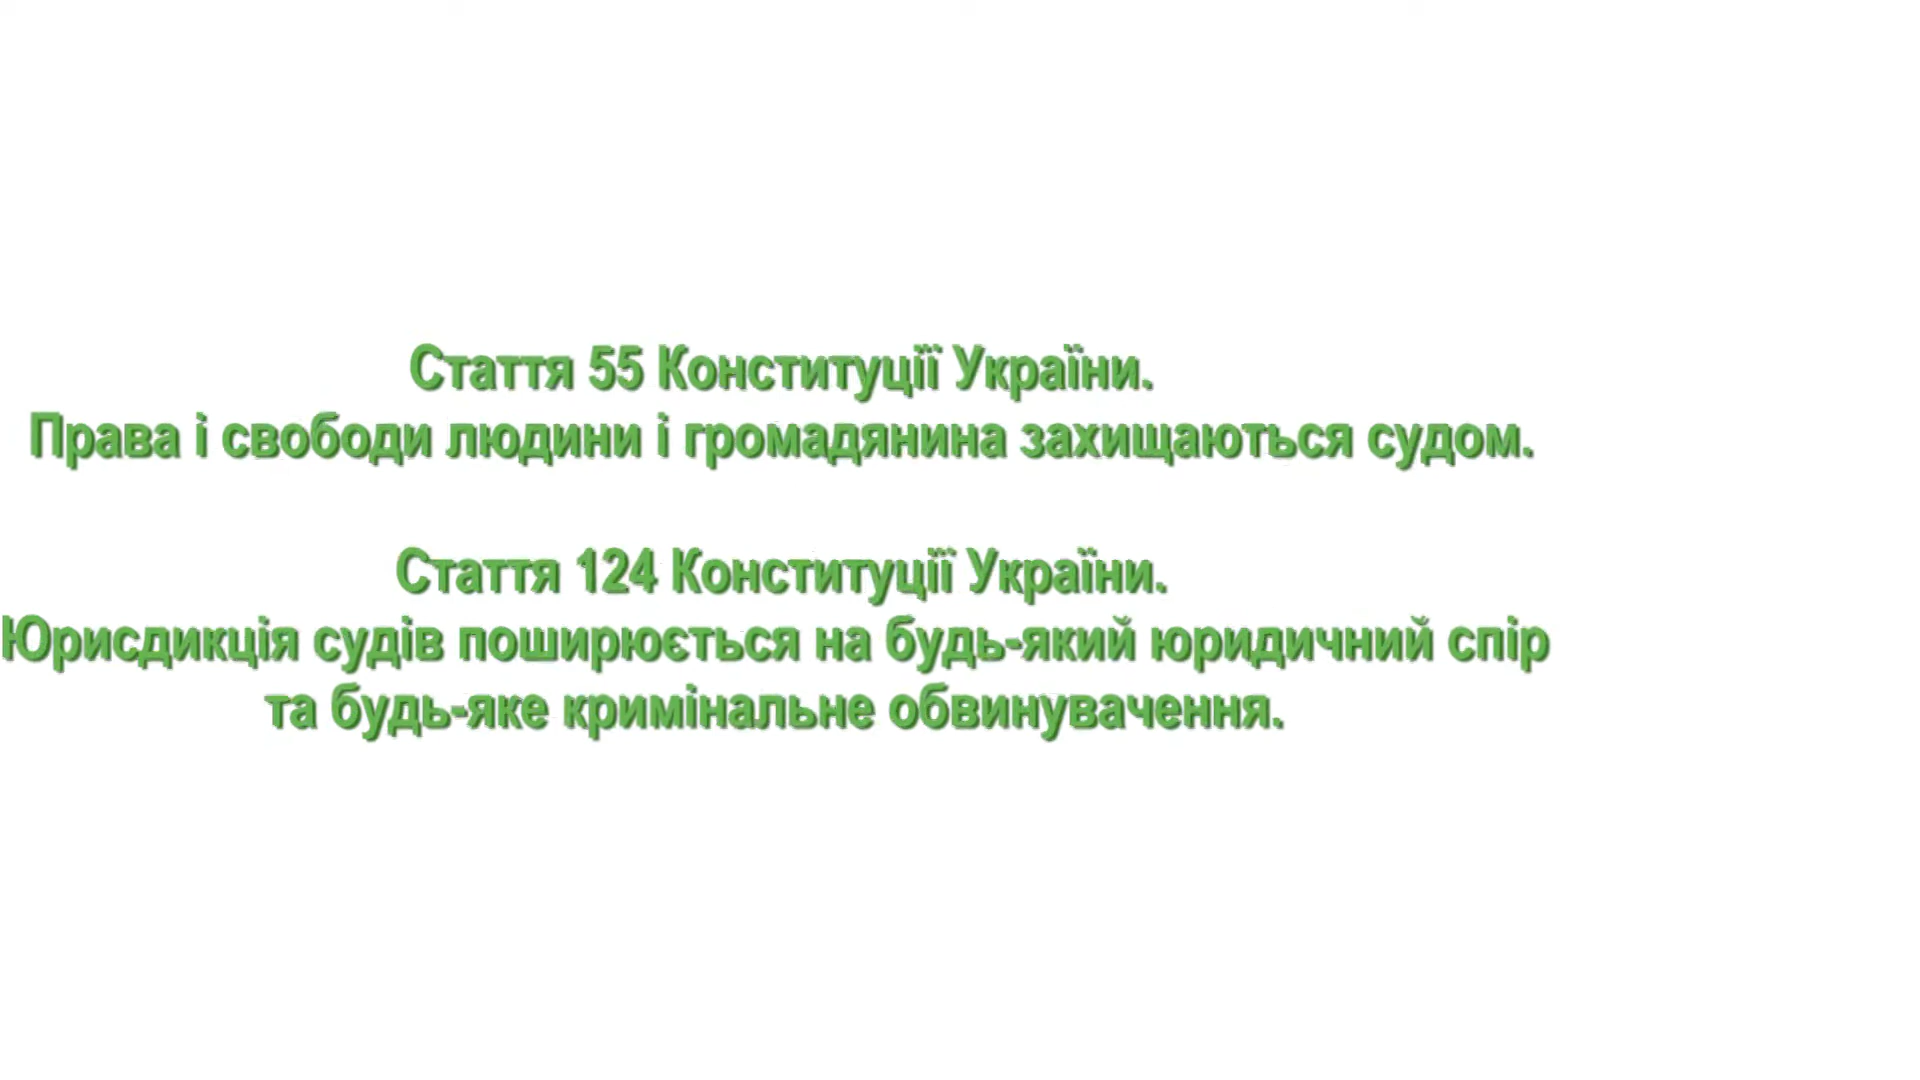 Стаття 55 Конституції України.
Права і свободи людини і громадянина захищаються судом.
Стаття 124 Конституції України.
Юрисдикція судів поширюється на будь-який юридичний спір
та будь-яке кримінальне обвинувачення.